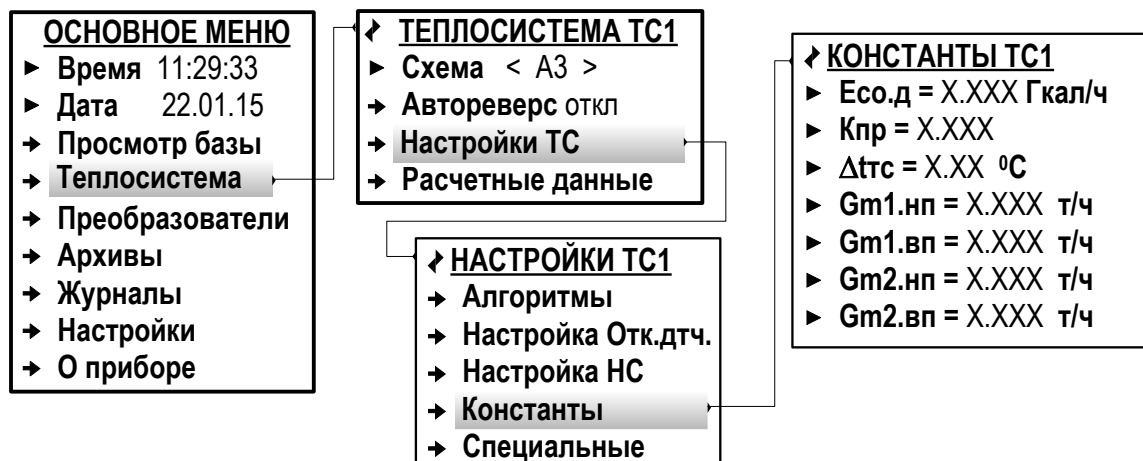 ОСНОВНОЕ МЕНЮ
Время 11:29:33
Дата 22.01.15
Просмотр базы
Теплосистема
Преобразователи
Архивы
Журналы
Настройки
О приборе
ТЕПЛОСИСТЕМА ТС1
Схема < А3 >
Автореверс откл
Настройки ТС
Расчетные данные
НАСТРОЙКИ ТС1
Алгоритмы
Настройка Отк.дтч.
Настройка НС
Константы
Специальные
КОНСТАНТЫ ТС1
Есо.д = Х.ХХХ Гкал/ч
Кпр = Х.ХХХ
Δtтс = Х.ХХ ⁰С
Gm1.нп = Х.ХХХ т/ч
Gm1.вп = Х.ХХХ т/ч
Gm2.нп = Х.ХХХ т/ч
Gm2.вп = Х.ХХХ т/ч